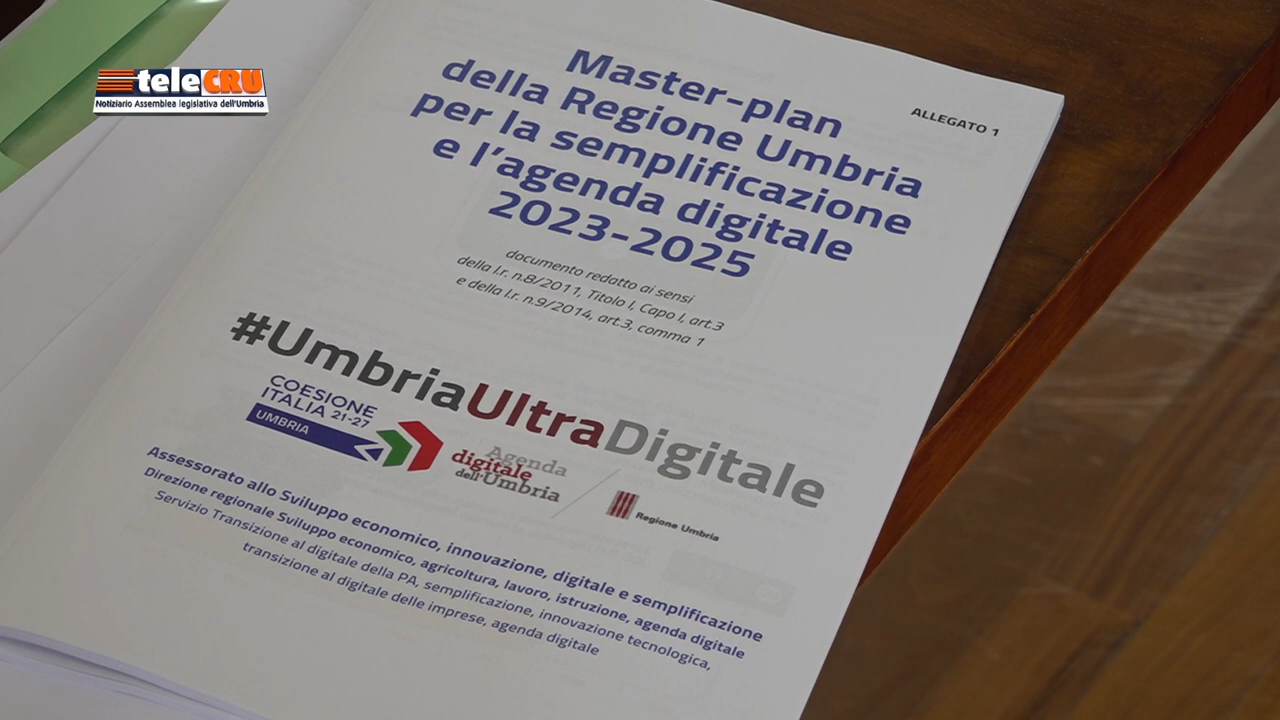 teleCRU
Notiziario Assemblea legislativa dell'Umbria
ALLEGATO 1
Master-plan
della Regione Umbria
per la semplificazione
e l'agenda digitale
2023-2025
documento redatto ai sensi
della l.r. n.8/2011, Titolo I, Capo I, art.3
e della l.r. n.9/2014, art.3, comma 1
#UmbriaUltraDigitale
COESIONE
ITALIA 21-27
UMBRIA
Agenda
digitale
dell'Umbria
Regione Umbria
Assessorato allo Sviluppo economico, innovazione, digitale e semplificazione
Direzione regionale Sviluppo economico, agricoltura, lavoro, istruzione, agenda digitale
Servizio Transizione al digitale della PA, semplificazione, innovazione tecnologica,
transizione al digitale delle imprese, agenda digitale